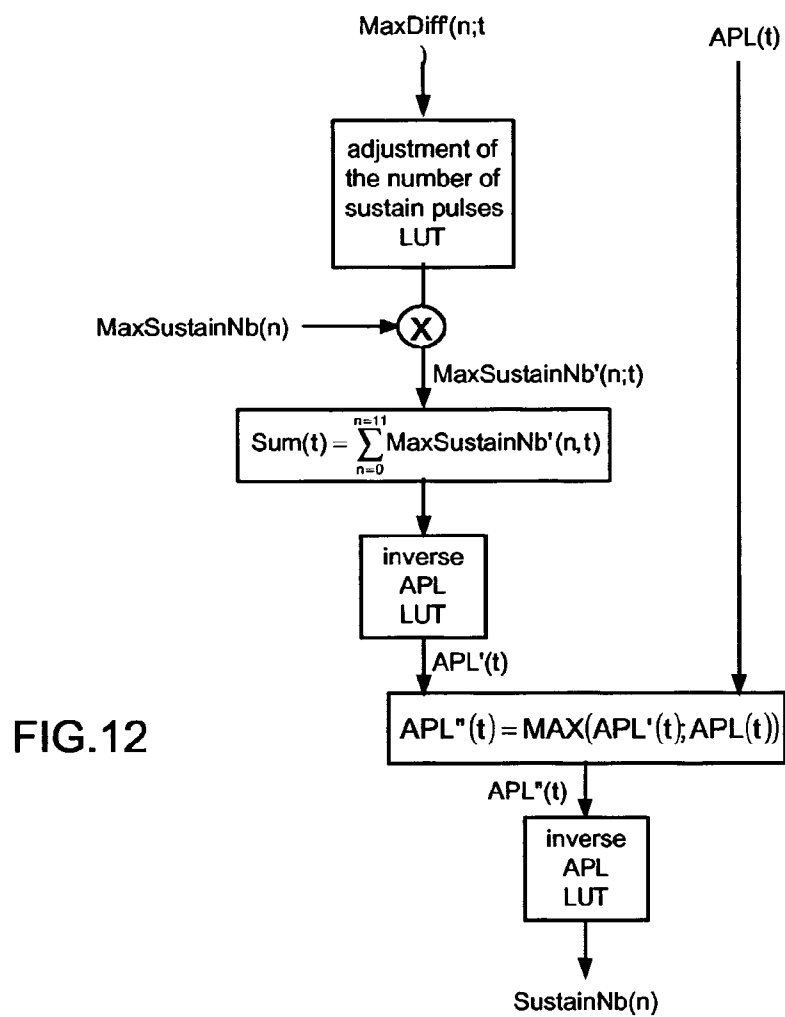 MaxDiff'(n;t
)
APL(t)
adjustment of
the number of
sustain pulses
LUT
MaxSustainNb(n)
X
MaxSustainNb'(n;t)
n=11
Sum(t) = ∑ MaxSustainNb'(n,t)
n=0
inverse
APL
LUT
APL'(t)
APL"(t) = MAX(APL'(t);APL(t))
FIG.12
APL"(t)
inverse
APL
LUT
SustainNb(n)